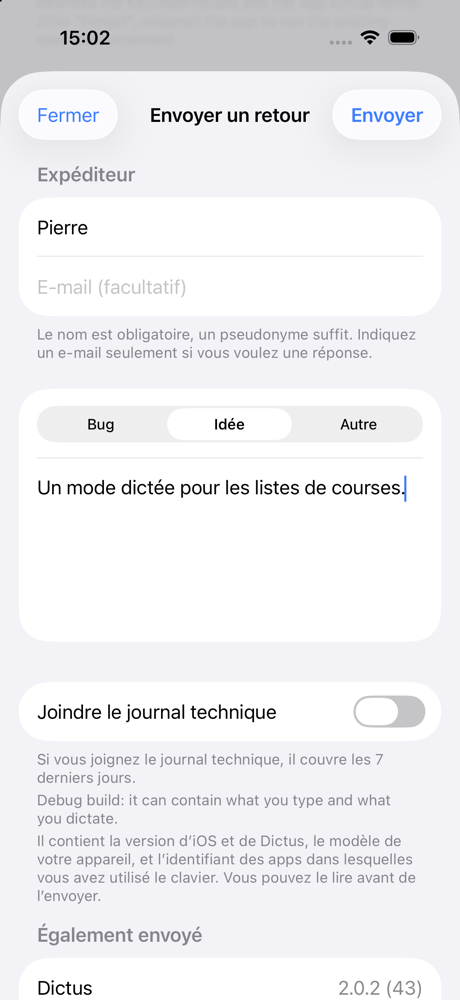 15:02
Fermer
Envoyer un retour
Envoyer
Expéditeur
Pierre
E-mail (facultatif)
Le nom est obligatoire, un pseudonyme suffit. Indiquez
un e-mail seulement si vous voulez une réponse.
Bug
Idée
Autre
Un mode dictée pour les listes de courses.
Joindre le journal technique
Si vous joignez le journal technique, il couvre les 7
derniers jours.
Debug build: it can contain what you type and what
you dictate.
Il contient la version d’iOS et de Dictus, le modèle de
votre appareil, et l’identifiant des apps dans lesquelles
vous avez utilisé le clavier. Vous pouvez le lire avant de
l’envoyer.
Également envoyé
Dictus
2.0.2 (43)